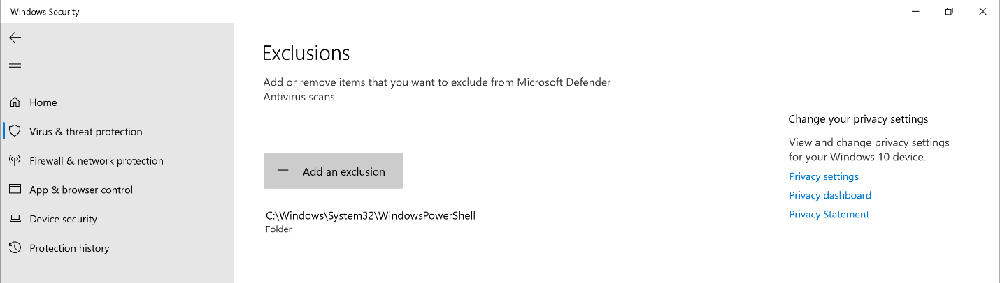 Windows Security
Home
Virus & threat protection
Firewall & network protection
App & browser control
Device security
Protection history
Exclusions
Add or remove items that you want to exclude from Microsoft Defender
Antivirus scans.
Add an exclusion
C:\Windows\System32\WindowsPowerShell
Folder
Change your privacy settings
View and change privacy settings
for your Windows 10 device.
Privacy settings
Privacy dashboard
Privacy Statement